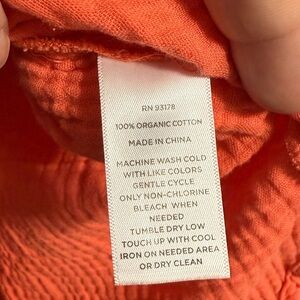 RN 93178
100% ORGANIC COTTON
MADE IN CHINA
MACHINE WASH COLD
WITH LIKE COLORS
GENTLE CYCLE
ONLY NON-CHLORINE
BLEACH WHEN
NEEDED
TUMBLE DRY LOW
TOUCH UP WITH COOL
IRON ON NEEDED AREA
OR DRY CLEAN